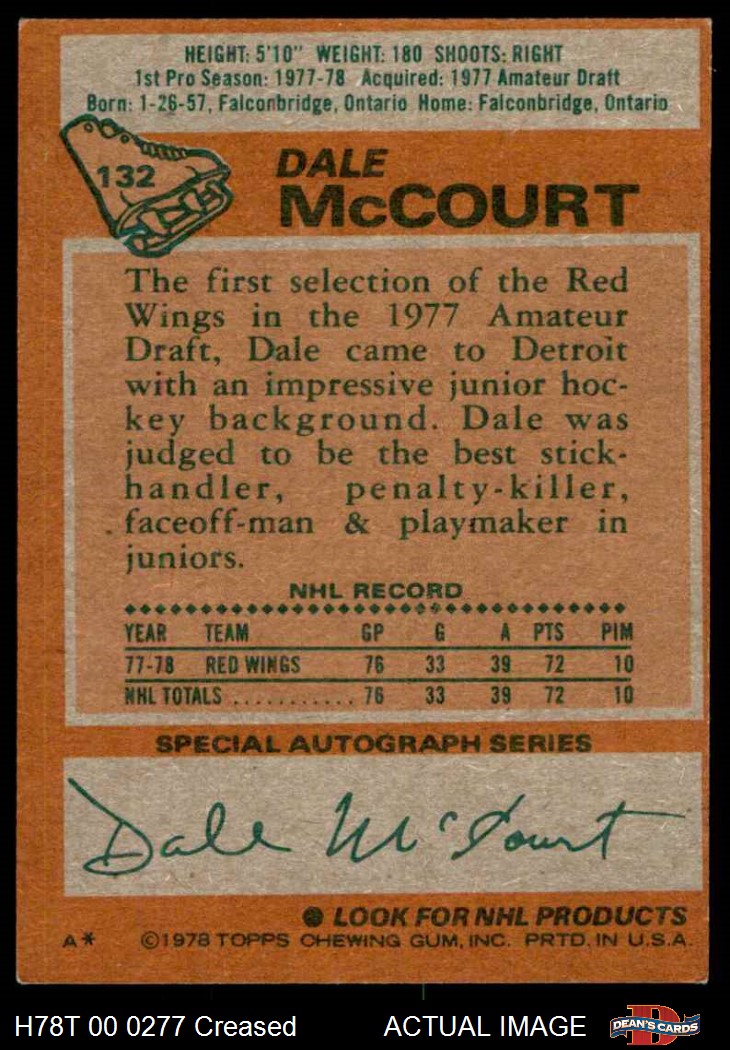 HEIGHT: 5'10" WEIGHT: 180 SHOOTS: RIGHT
1st Pro Season: 1977-78 Acquired: 1977 Amateur Draft
Born: 1-26-57, Falconbridge, Ontario Home: Falconbridge, Ontario
132
DALE
McCOURT
The first selection of the Red
Wings in the 1977 Amateur
Draft, Dale came to Detroit
with an impressive junior hoc-
key background. Dale was
judged to be the best stick-
handler, penalty-killer,
faceoff-man & playmaker in
juniors.
NHL RECORD
YEAR TEAM GP G A PTS PIM
77-78 RED WINGS 76 33 39 72 10
NHL TOTALS ........... 76 33 39 72 10
SPECIAL AUTOGRAPH SERIES
Dale McCourt
LOOK FOR NHL PRODUCTS
A* ©1978 TOPPS CHEWING GUM, INC. PRTD. IN U.S.A.
H78T 00 0277 Creased ACTUAL IMAGE
D
DEAN'S CARDS